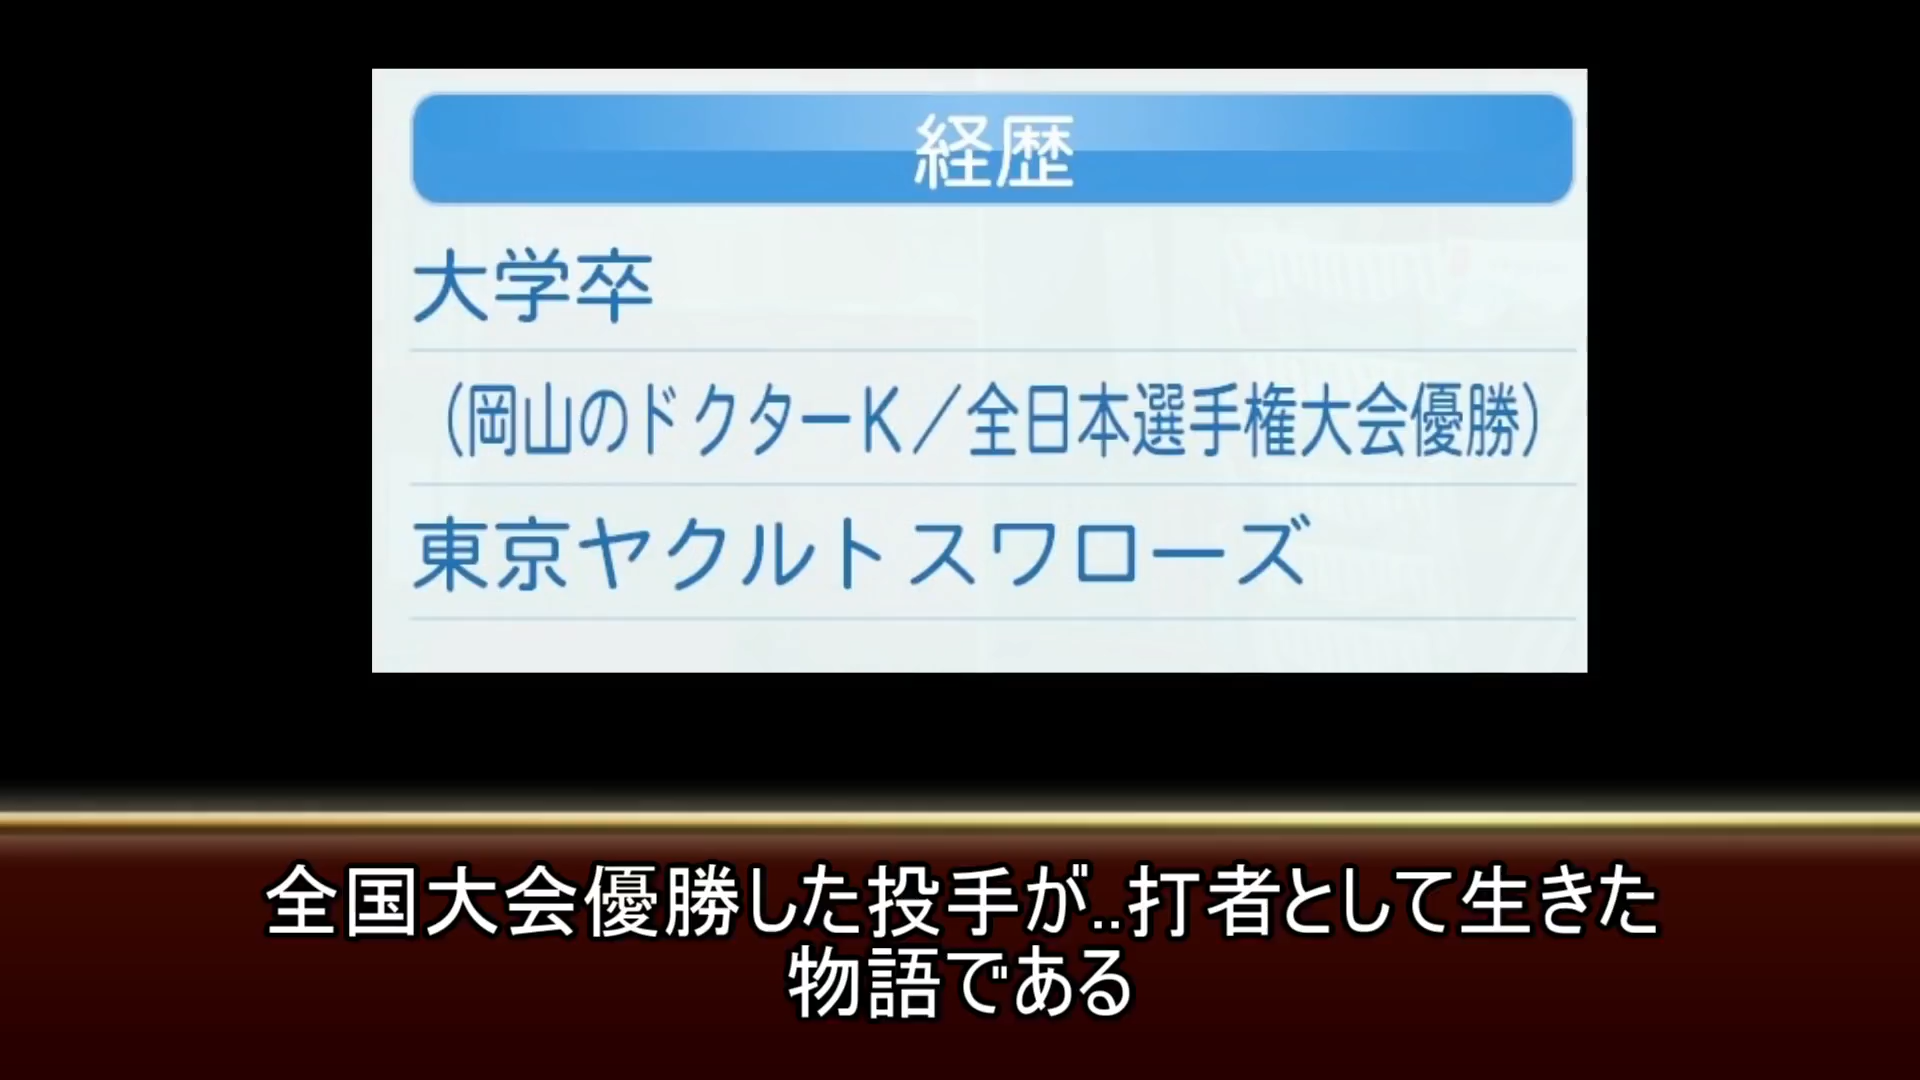 経歴
大学卒
（岡山のドクターK／全日本選手権大会優勝）
東京ヤクルトスワローズ
全国大会優勝した投手が..打者として生きた
物語である